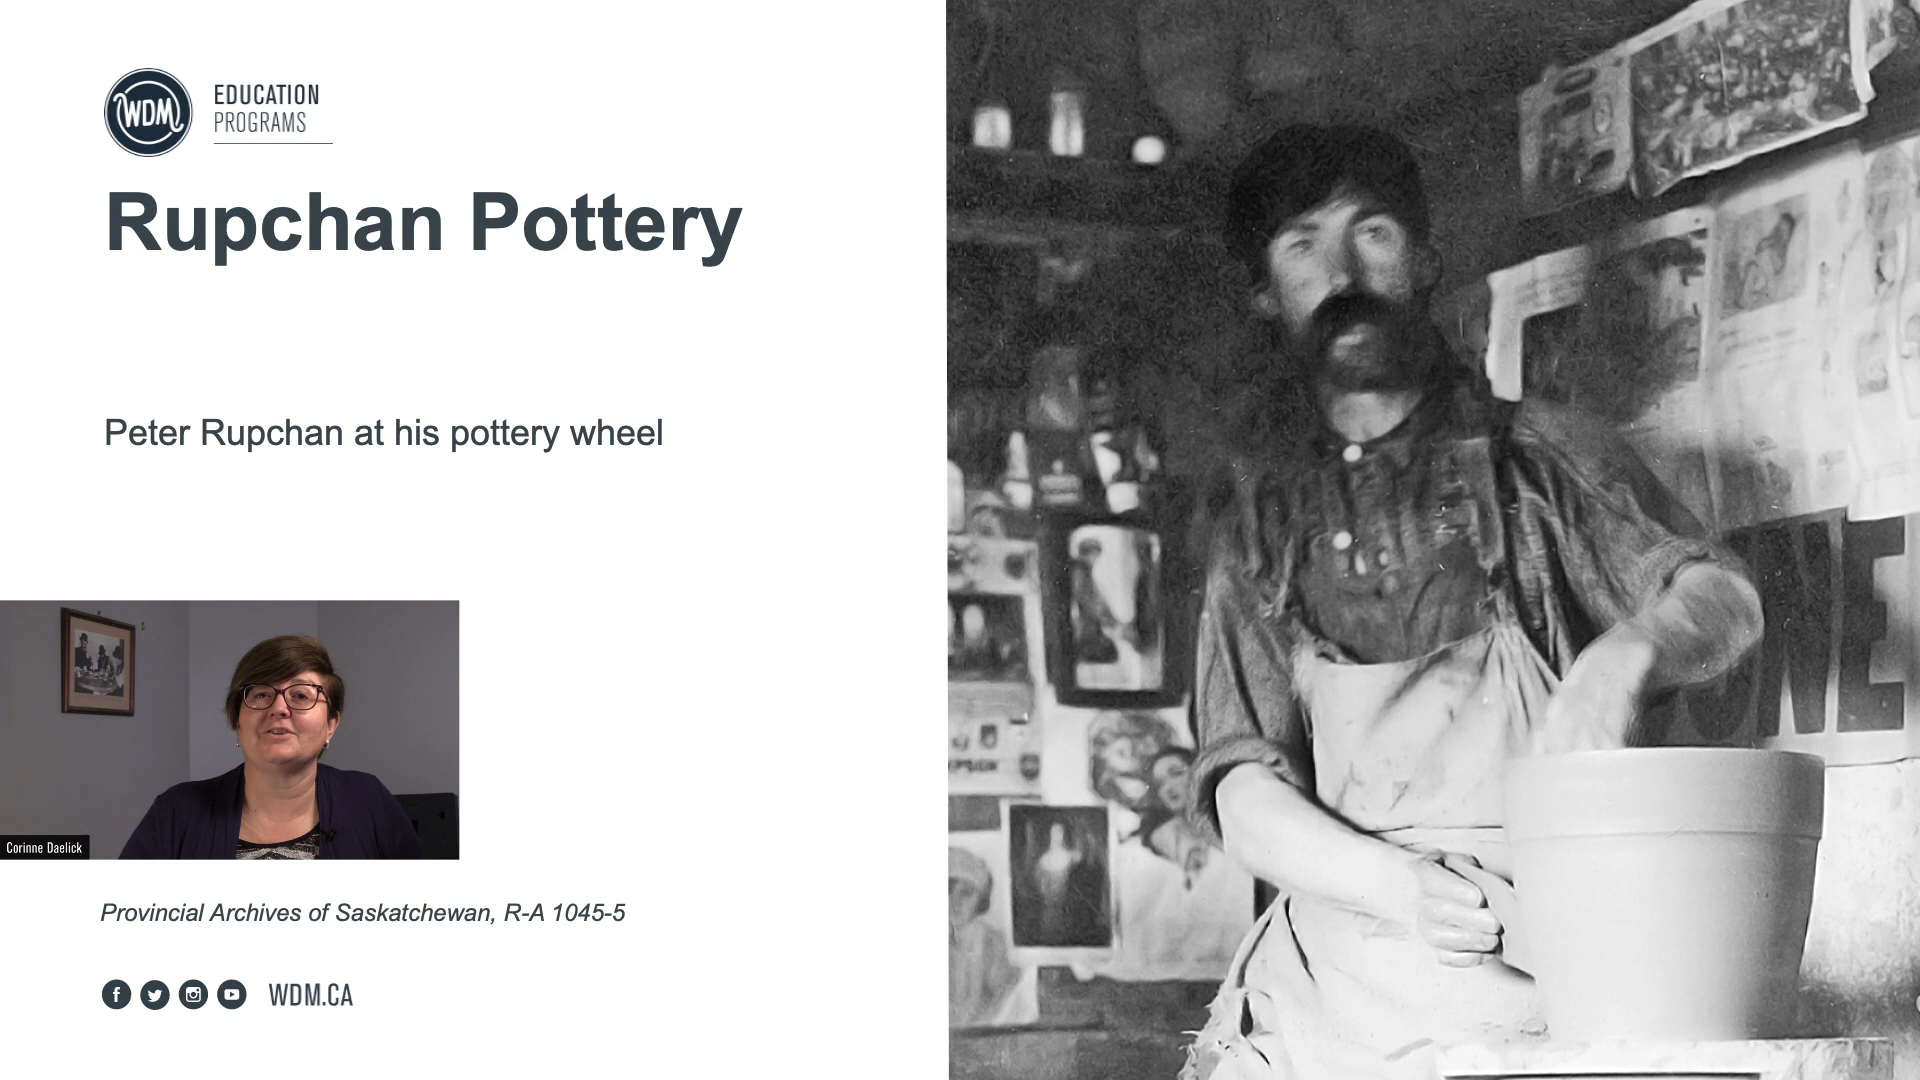 WDM
EDUCATION
PROGRAMS
Rupchan Pottery
Peter Rupchan at his pottery wheel
Corinne Daelick
Provincial Archives of Saskatchewan, R-A 1045-5
WDM.CA
ONE